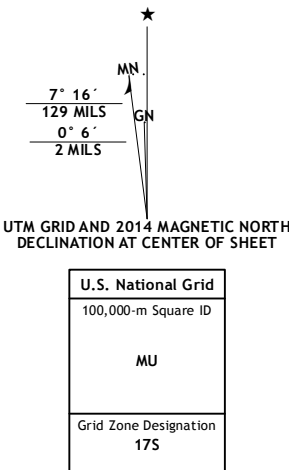 ★
MN
7° 16´
129 MILS
GN
0° 6´
2 MILS
UTM GRID AND 2014 MAGNETIC NORTH
DECLINATION AT CENTER OF SHEET
U.S. National Grid
100,000-m Square ID
MU
Grid Zone Designation
17S